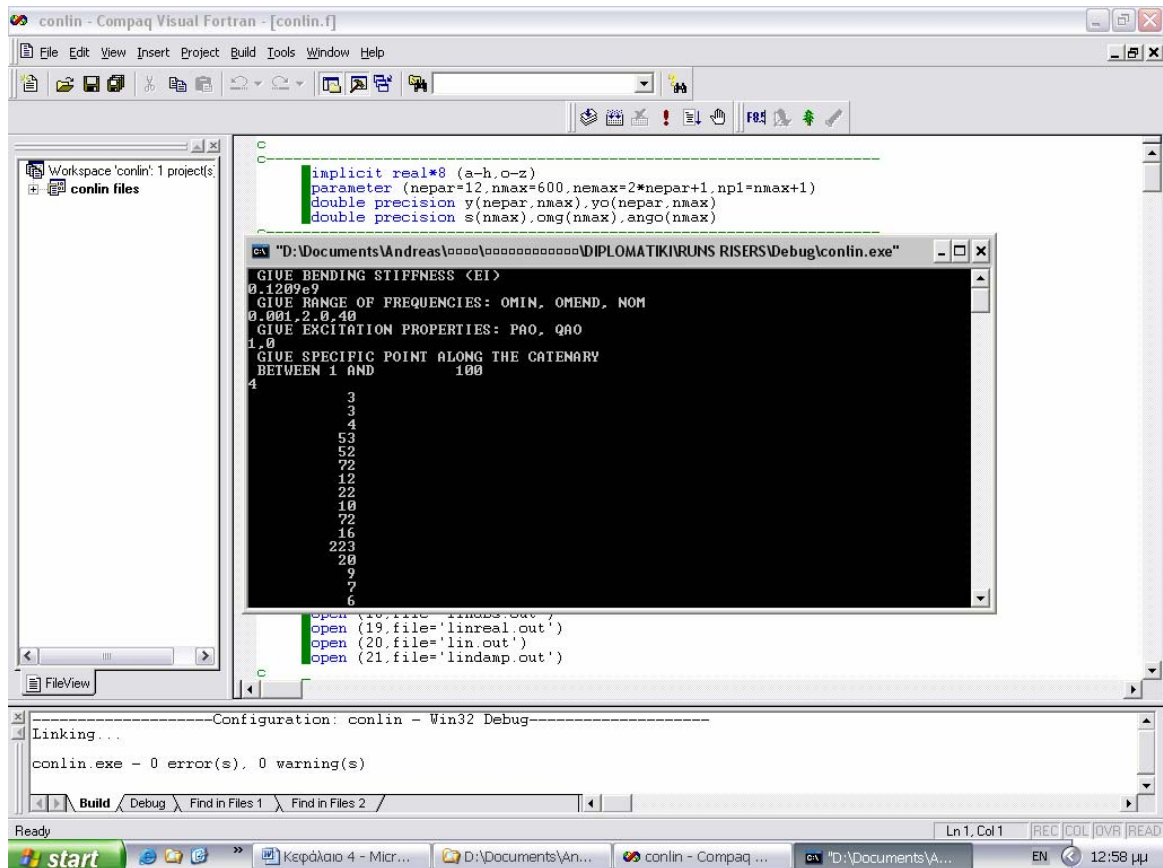 conlin - Compaq Visual Fortran - [conlin.f]
File Edit View Insert Project Build Tools Window Help
Workspace 'conlin': 1 project(s)
conlin files
FileView
c
c
implicit real*8 (a-h,o-z)
parameter (nepar=12,nmax=600,nemax=2*nepar+1,np1=nmax+1)
double precision y(nepar,nmax),yo(nepar,nmax)
double precision s(nmax),omg(nmax),ango(nmax)
"D:\Documents\Andreas\¤¤¤¤\¤¤¤¤¤¤¤¤¤¤¤¤¤\DIPLOMATIKI\RUNS RISERS\Debug\conlin.exe"
GIVE BENDING STIFFNESS (EI)
0.1209e9
GIVE RANGE OF FREQUENCIES: OMIN, OMEND, NOM
0.001,2.0,40
GIVE EXCITATION PROPERTIES: PAO, QAO
1,0
GIVE SPECIFIC POINT ALONG THE CATENARY
BETWEEN 1 AND 100
4
3
3
4
53
52
72
12
22
10
72
16
223
20
9
7
6
open (19,file='linreal.out')
open (20,file='lin.out')
open (21,file='lindamp.out')
c
--------------------Configuration: conlin - Win32 Debug--------------------
Linking...
conlin.exe - 0 error(s), 0 warning(s)
Build Debug Find in Files 1 Find in Files 2
Ready Ln 1, Col 1 REC COL OVR READ
start Κεφάλαιο 4 - Micr... D:\Documents\An... conlin - Compaq ... "D:\Documents\A... EN 12:58 μμ